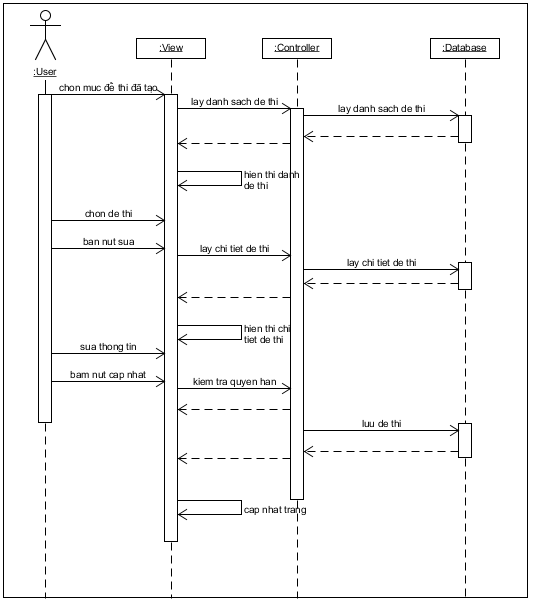 :View
:Controller
:Database
:User
chon muc đề thi đã tạo
lay danh sach de thi
lay danh sach de thi
hien thi danh
de thi
chon de thi
ban nut sua
lay chi tiet de thi
lay chi tiet de thi
hien thi chi
tiet de thi
sua thong tin
bam nut cap nhat
kiem tra quyen han
luu de thi
cap nhat trang